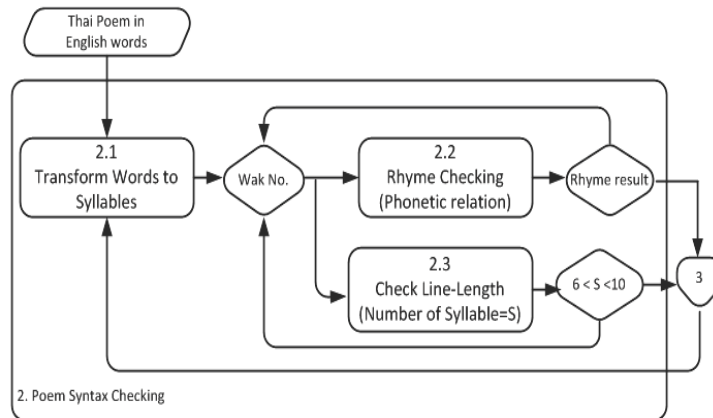 Thai Poem in
English words
2.1
Transform Words to
Syllables
Wak No.
2.2
Rhyme Checking
(Phonetic relation)
Rhyme result
2.3
Check Line-Length
(Number of Syllable=S)
6 < S <10
3
2. Poem Syntax Checking